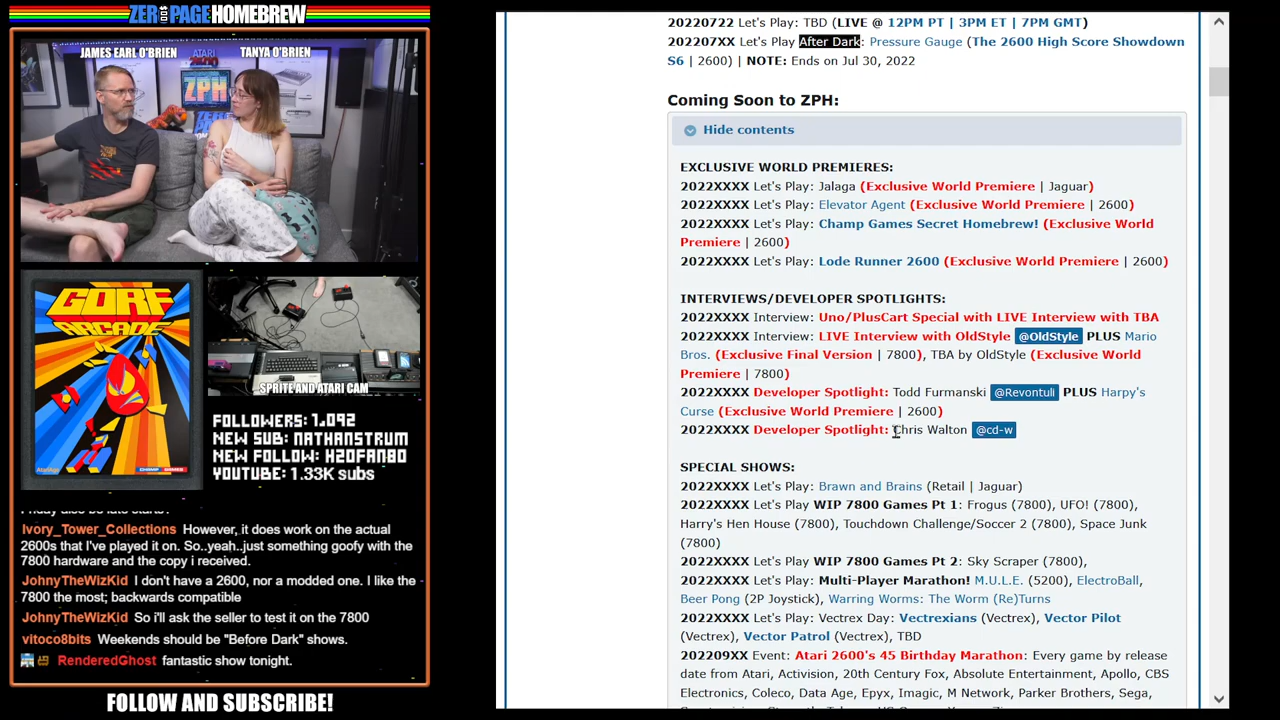 ZER PAGE HOMEBREW
JAMES EARL O'BRIEN
TANYA O'BRIEN
ATARI
2600
ZPH
GORF
ARCADE
SPRITE AND ATARI CAM
FOLLOWERS: 1,092
NEW SUB: NATHANSTRUM
NEW FOLLOW: H2OFAN80
YOUTUBE: 1.33K subs
Ivory_Tower_Collections However, it does work on the actual
2600s that I've played it on. So..yeah..just something goofy with the
7800 hardware and the copy i received.
JohnyTheWizKid I don't have a 2600, nor a modded one. I like the
7800 the most; backwards compatible
JohnyTheWizKid So i'll ask the seller to test it on the 7800
vitoco8bits Weekends should be "Before Dark" shows.
RenderedGhost fantastic show tonight.
FOLLOW AND SUBSCRIBE!
20220722 Let's Play: TBD (LIVE @ 12PM PT | 3PM ET | 7PM GMT)
202207XX Let's Play After Dark: Pressure Gauge (The 2600 High Score Showdown
S6 | 2600) | NOTE: Ends on Jul 30, 2022
Coming Soon to ZPH:
Hide contents
EXCLUSIVE WORLD PREMIERES:
2022XXXX Let's Play: Jalaga (Exclusive World Premiere | Jaguar)
2022XXXX Let's Play: Elevator Agent (Exclusive World Premiere | 2600)
2022XXXX Let's Play: Champ Games Secret Homebrew! (Exclusive World
Premiere | 2600)
2022XXXX Let's Play: Lode Runner 2600 (Exclusive World Premiere | 2600)
INTERVIEWS/DEVELOPER SPOTLIGHTS:
2022XXXX Interview: Uno/PlusCart Special with LIVE Interview with TBA
2022XXXX Interview: LIVE Interview with OldStyle @OldStyle PLUS Mario
Bros. (Exclusive Final Version | 7800), TBA by OldStyle (Exclusive World
Premiere | 7800)
2022XXXX Developer Spotlight: Todd Furmanski @Revontuli PLUS Harpy's
Curse (Exclusive World Premiere | 2600)
2022XXXX Developer Spotlight: Chris Walton @cd-w
SPECIAL SHOWS:
2022XXXX Let's Play: Brawn and Brains (Retail | Jaguar)
2022XXXX Let's Play WIP 7800 Games Pt 1: Frogus (7800), UFO! (7800),
Harry's Hen House (7800), Touchdown Challenge/Soccer 2 (7800), Space Junk
(7800)
2022XXXX Let's Play WIP 7800 Games Pt 2: Sky Scraper (7800),
2022XXXX Let's Play: Multi-Player Marathon! M.U.L.E. (5200), ElectroBall,
Beer Pong (2P Joystick), Warring Worms: The Worm (Re)Turns
2022XXXX Let's Play: Vectrex Day: Vectrexians (Vectrex), Vector Pilot
(Vectrex), Vector Patrol (Vectrex), TBD
202209XX Event: Atari 2600's 45 Birthday Marathon: Every game by release
date from Atari, Activision, 20th Century Fox, Absolute Entertainment, Apollo, CBS
Electronics, Coleco, Data Age, Epyx, Imagic, M Network, Parker Brothers, Sega,